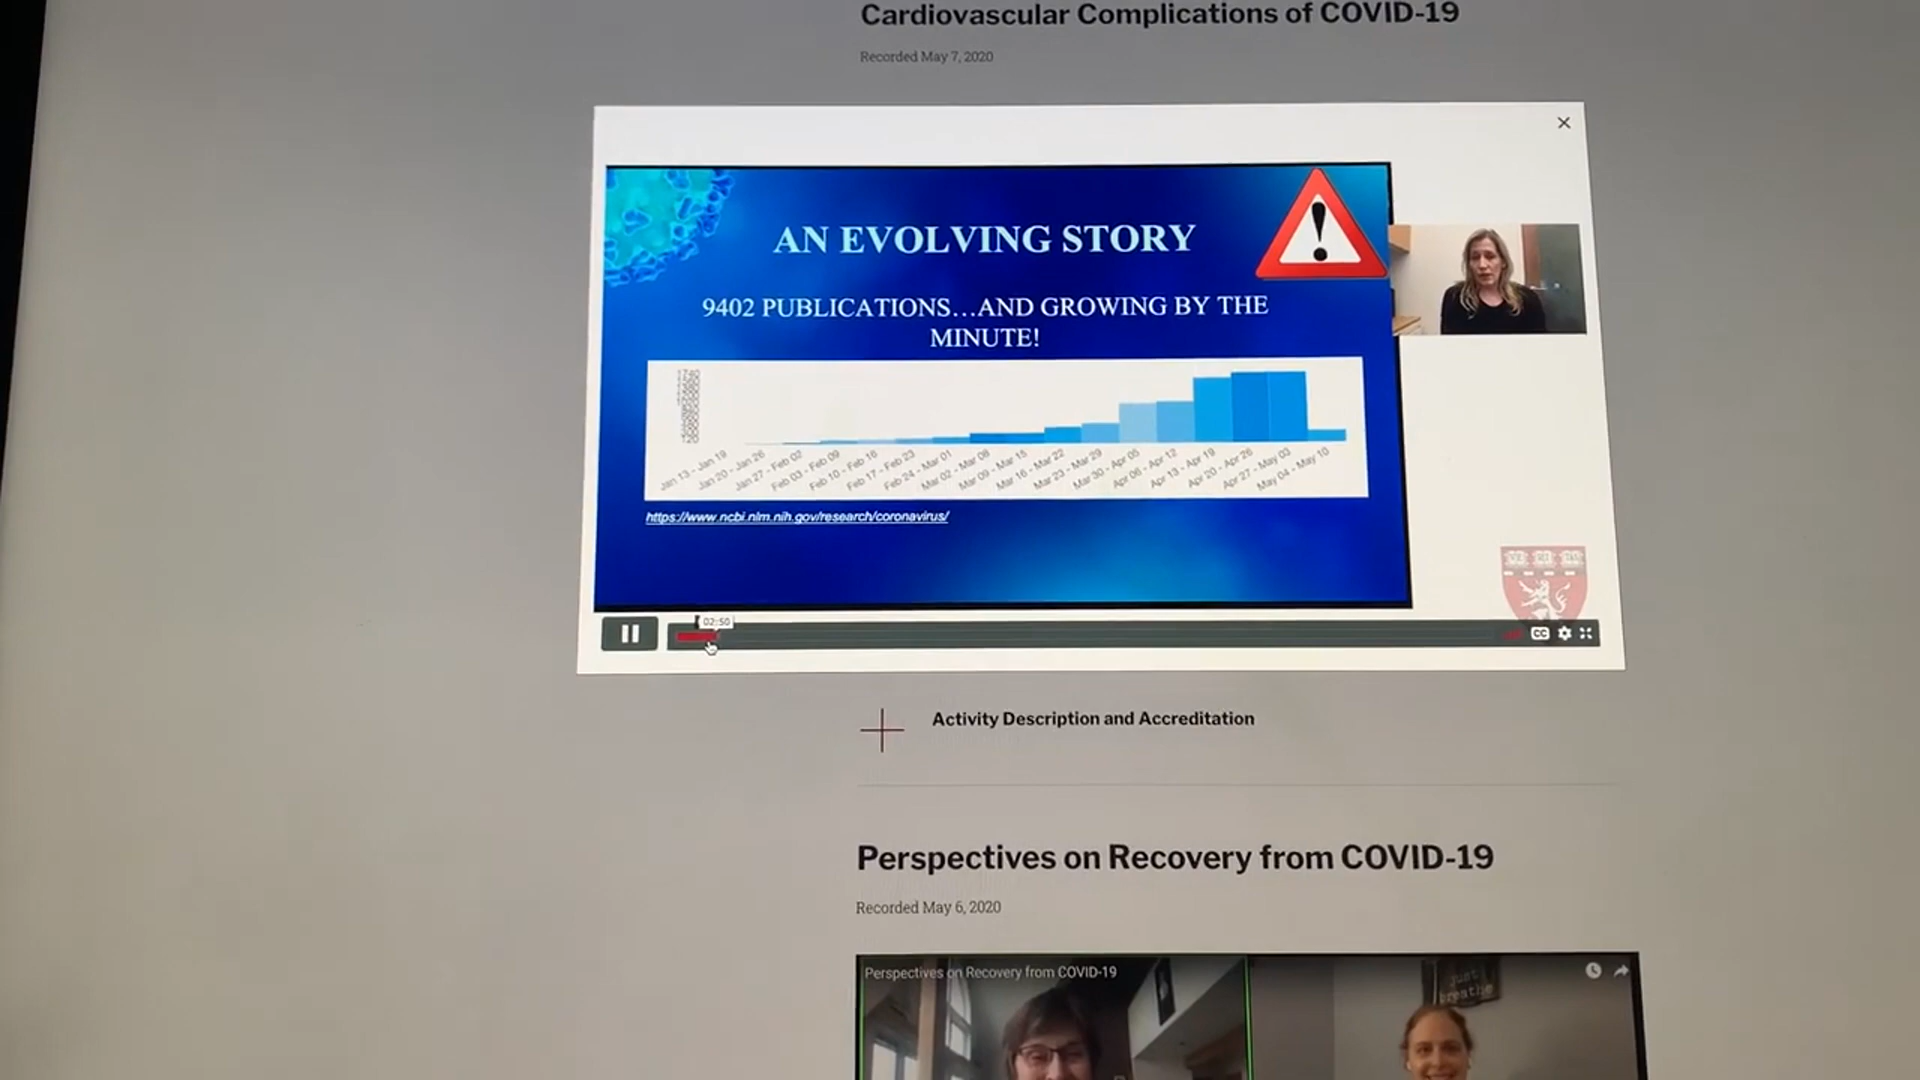 Cardiovascular Complications of COVID-19
Recorded May 7, 2020
AN EVOLVING STORY
9402 PUBLICATIONS...AND GROWING BY THE
MINUTE!
1740
Jan 13 - Jan 19
Jan 20 - Jan 26
Jan 27 - Feb 02
Feb 03 - Feb 09
Feb 10 - Feb 16
Feb 17 - Feb 23
Feb 24 - Mar 01
Mar 02 - Mar 08
Mar 09 - Mar 15
Mar 16 - Mar 22
Mar 23 - Mar 29
Mar 30 - Apr 05
Apr 06 - Apr 12
Apr 13 - Apr 19
Apr 20 - Apr 26
Apr 27 - May 03
May 04 - May 10
https://www.ncbi.nlm.nih.gov/research/coronavirus/
02:50
CC
Activity Description and Accreditation
Perspectives on Recovery from COVID-19
Recorded May 6, 2020
Perspectives on Recovery from COVID-19
just
breathe